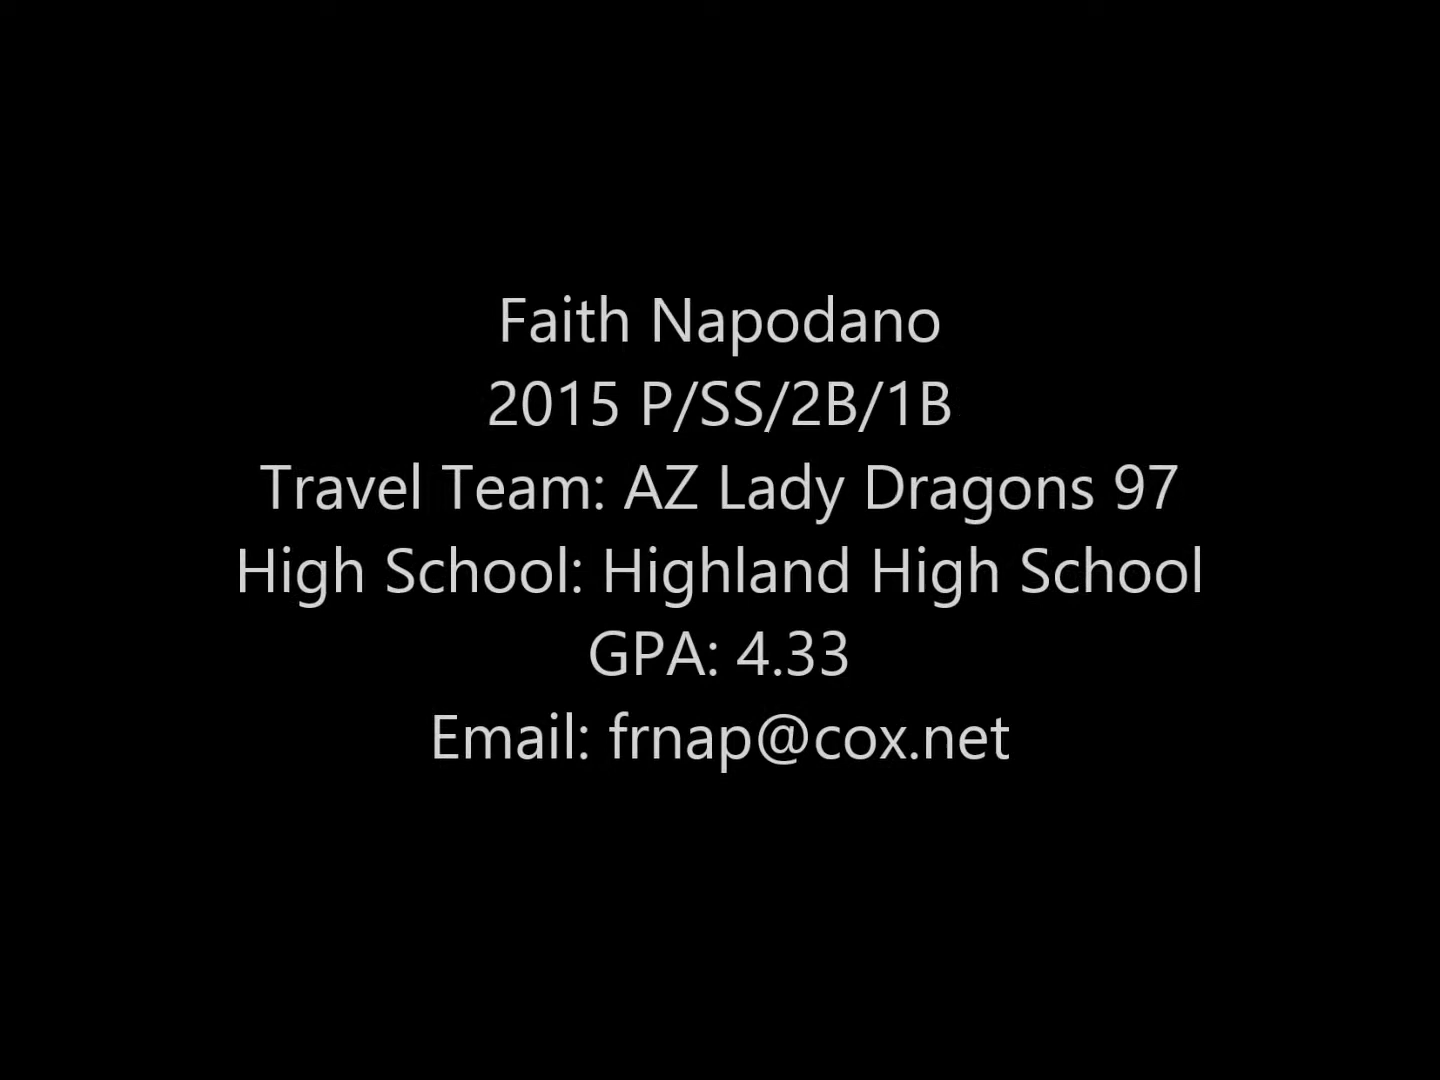 Faith Napodano
2015 P/SS/2B/1B
Travel Team: AZ Lady Dragons 97
High School: Highland High School
GPA: 4.33
Email: frnap@cox.net